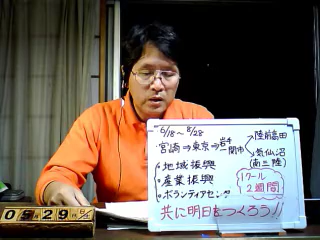 6/18～8/28
宮崎⇒東京⇒岩手
一関市
陸前高田
気仙沼
(南三陸)
・地域振興
・産業振興
・ボランティアセンタ
1クール
2週間
共に明日をつくろう!!
05 29